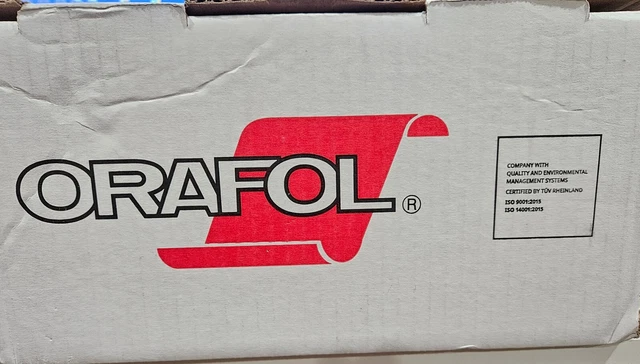 ORAFOL®
COMPANY WITH
QUALITY AND ENVIRONMENTAL
MANAGEMENT SYSTEMS
CERTIFIED BY TÜV RHEINLAND
ISO 9001:2015
ISO 14001:2015